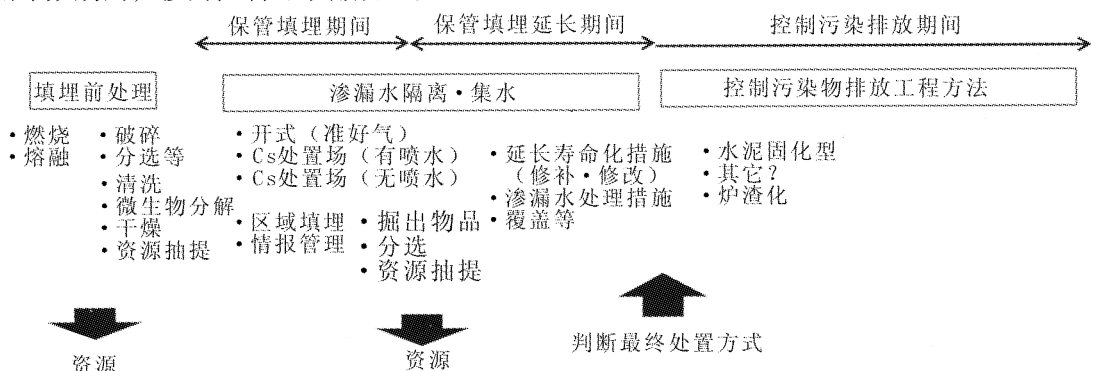 保管填埋期间 保管填埋延长期间 控制污染排放期间
填埋前处理 渗漏水隔离·集水 控制污染物排放工程方法
·燃烧
·熔融
·破碎
·分选等
·清洗
·微生物分解
·干燥
·资源抽提
·开式（准好气）
·Cs处置场（有喷水）
·Cs处置场（无喷水）
·区域填埋
·情报管理
·掘出物品
·分选
·资源抽提
·延长寿命化措施
（修补·修改）
·渗漏水处理措施
·覆盖等
·水泥固化型
·其它？
·炉渣化
资源
资源
判断最终处置方式